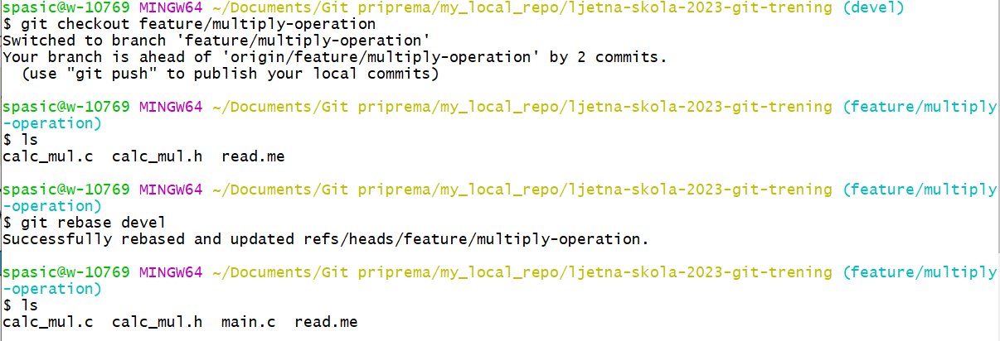 spasic@w-10769 MINGW64 ~/Documents/Git priprema/my_local_repo/ljetna-skola-2023-git-trening (devel)
$ git checkout feature/multiply-operation
Switched to branch 'feature/multiply-operation'
Your branch is ahead of 'origin/feature/multiply-operation' by 2 commits.
  (use "git push" to publish your local commits)

spasic@w-10769 MINGW64 ~/Documents/Git priprema/my_local_repo/ljetna-skola-2023-git-trening (feature/multiply
-operation)
$ ls
calc_mul.c  calc_mul.h  read.me

spasic@w-10769 MINGW64 ~/Documents/Git priprema/my_local_repo/ljetna-skola-2023-git-trening (feature/multiply
-operation)
$ git rebase devel
Successfully rebased and updated refs/heads/feature/multiply-operation.

spasic@w-10769 MINGW64 ~/Documents/Git priprema/my_local_repo/ljetna-skola-2023-git-trening (feature/multiply
-operation)
$ ls
calc_mul.c  calc_mul.h  main.c  read.me